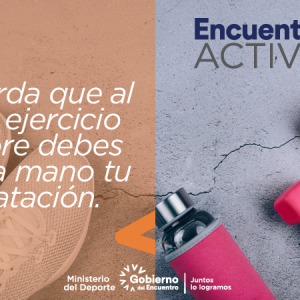 Encuent
ACTIV
rda que al
ejercicio
re debes
a mano tu
atación.
Ministerio
del Deporte
Gobierno
del Encuentro
Juntos
lo logramos